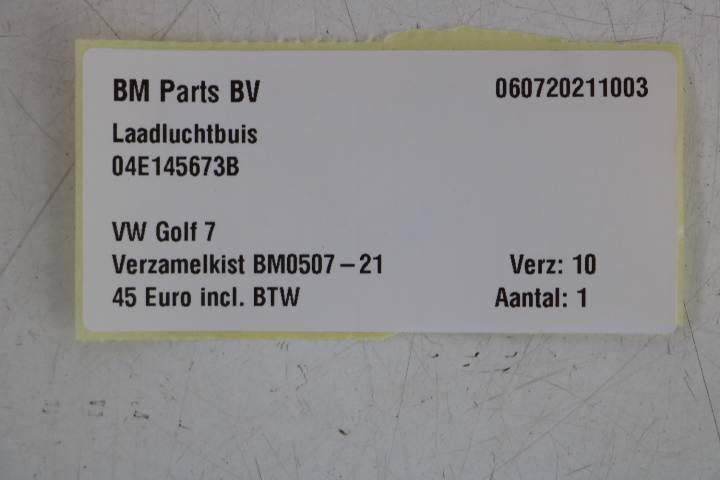 BM Parts BV 060720211003
Laadluchtbuis
04E145673B
VW Golf 7
Verzamelkist BM0507-21 Verz: 10
45 Euro incl. BTW Aantal: 1